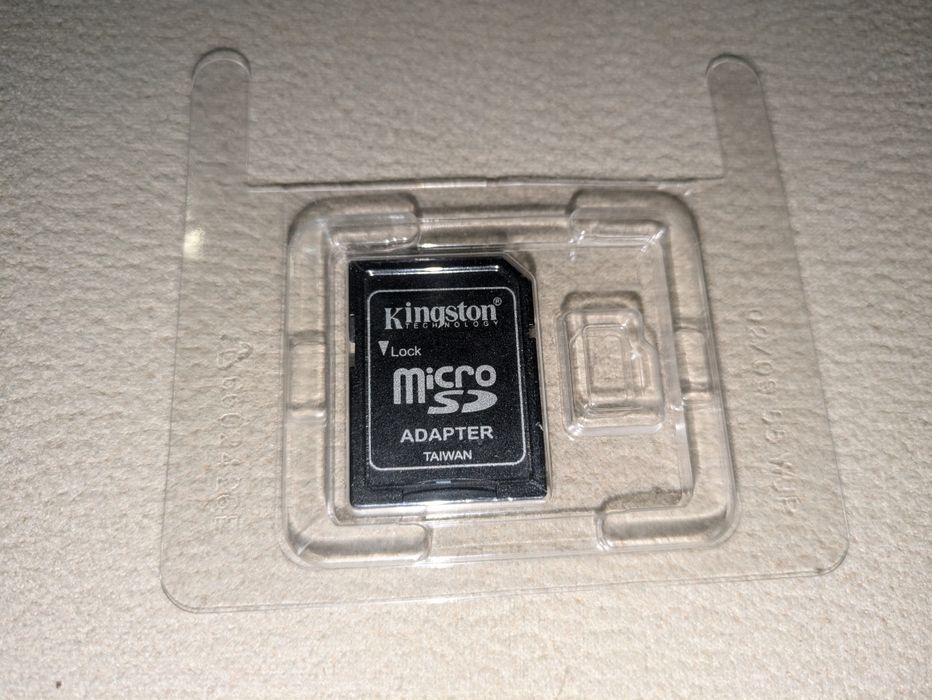 Kingston®
TECHNOLOGY
Lock
micro
SD
ADAPTER
TAIWAN